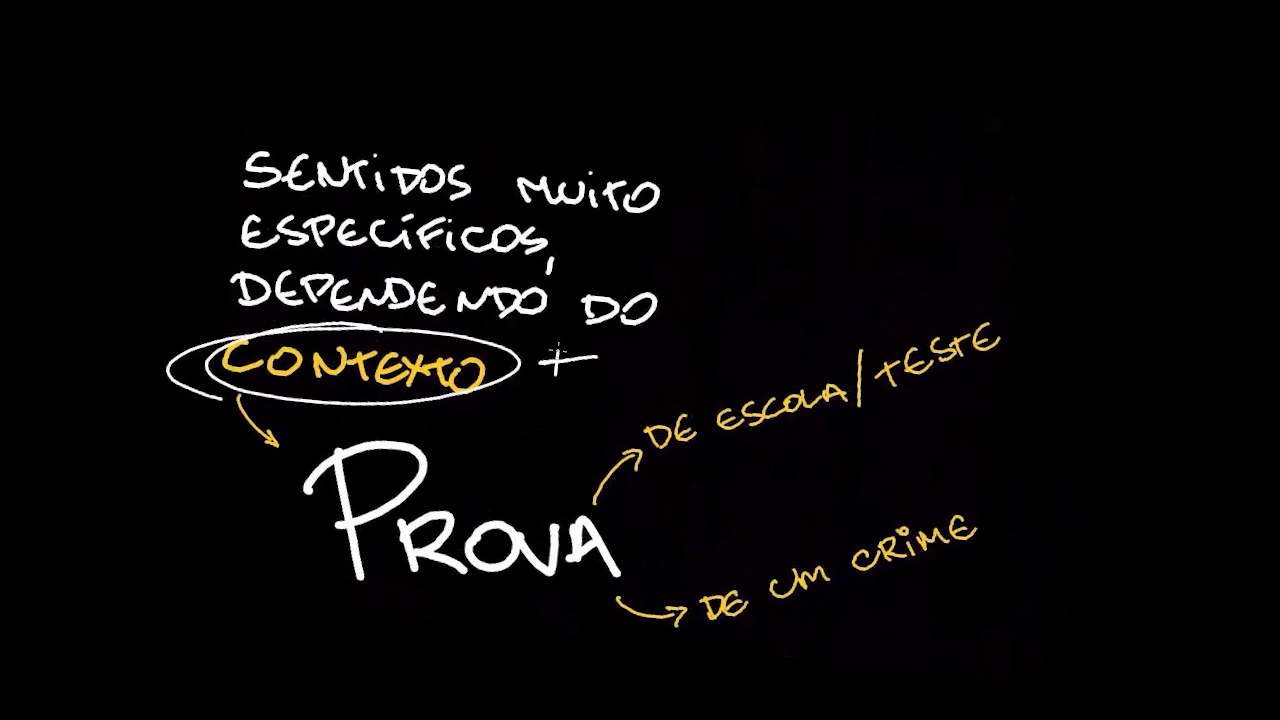 SENTIDOS MUITO
ESPECÍFICOS,
DEPENDENDO DO
CONTEXTO +
PROVA
DE ESCOLA/TESTE
DE UM CRIME